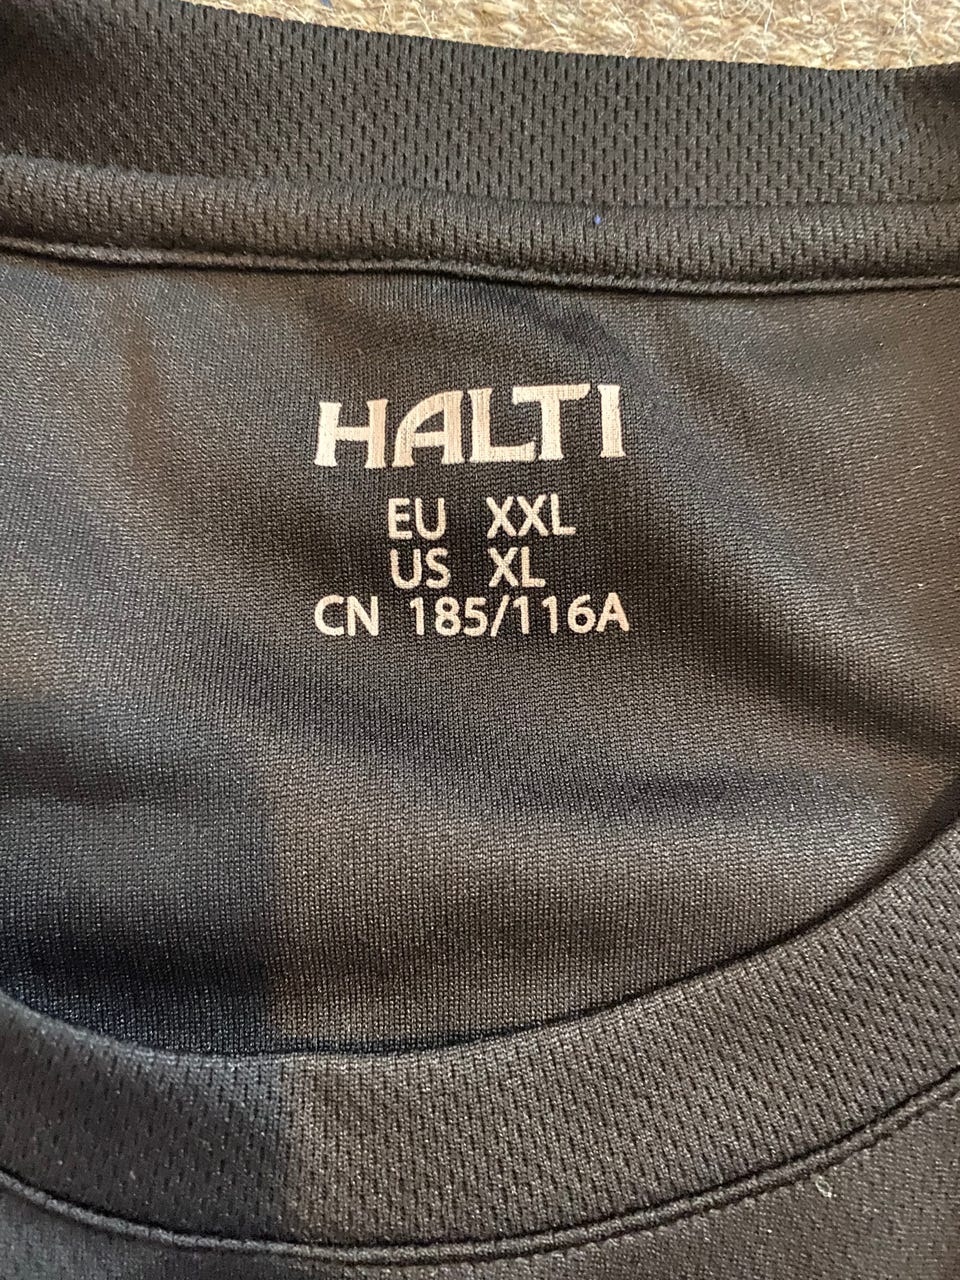 HALTI
EU XXL
US XL
CN 185/116A